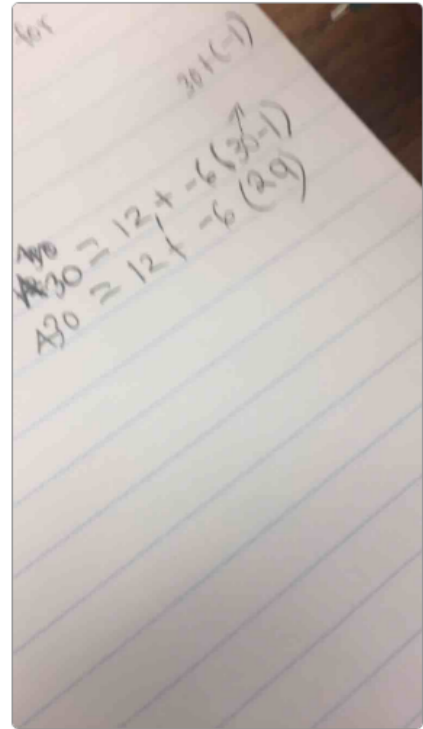 for
30+(-1)
A30 = 12 + -6(30-1)
A30 = 12 + -6(29)